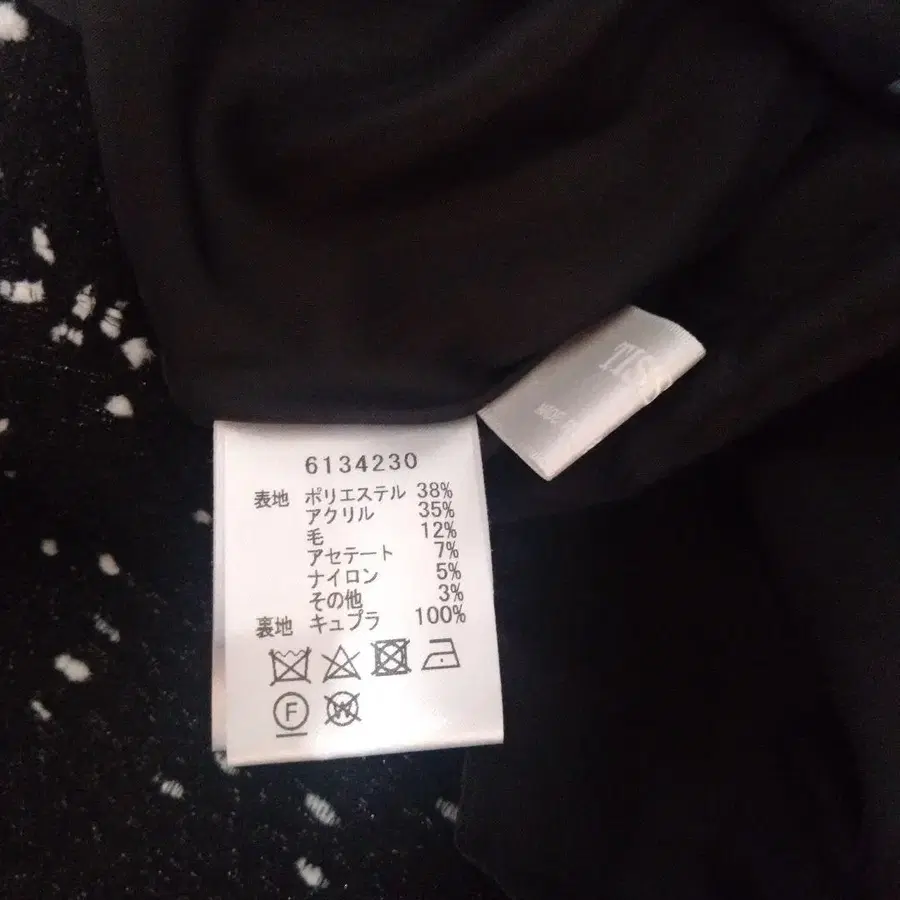 6134230
表地 ポリエステル 38%
アクリル 35%
毛 12%
アセテート 7%
ナイロン 5%
その他 3%
裏地 キュプラ 100%
F
W
TISS
MADE